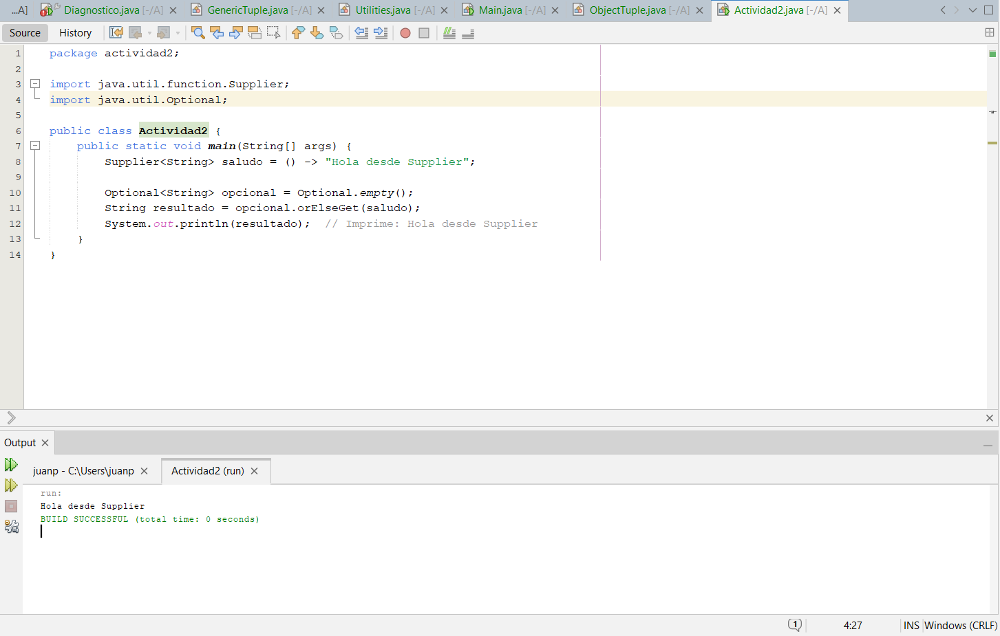 ...A] Diagnostico.java [-/A] GenericTuple.java [-/A] Utilities.java [-/A] Main.java [-/A] ObjectTuple.java [-/A] Actividad2.java [-/A]
Source History
1 package actividad2;
2
3 import java.util.function.Supplier;
4 import java.util.Optional;
5
6 public class Actividad2 {
7     public static void main(String[] args) {
8         Supplier<String> saludo = () -> "Hola desde Supplier";
9
10         Optional<String> opcional = Optional.empty();
11         String resultado = opcional.orElseGet(saludo);
12         System.out.println(resultado);  // Imprime: Hola desde Supplier
13     }
14 }
Output
juanp - C:\Users\juanp Actividad2 (run)
run:
Hola desde Supplier
BUILD SUCCESSFUL (total time: 0 seconds)
1 4:27 INS Windows (CRLF)